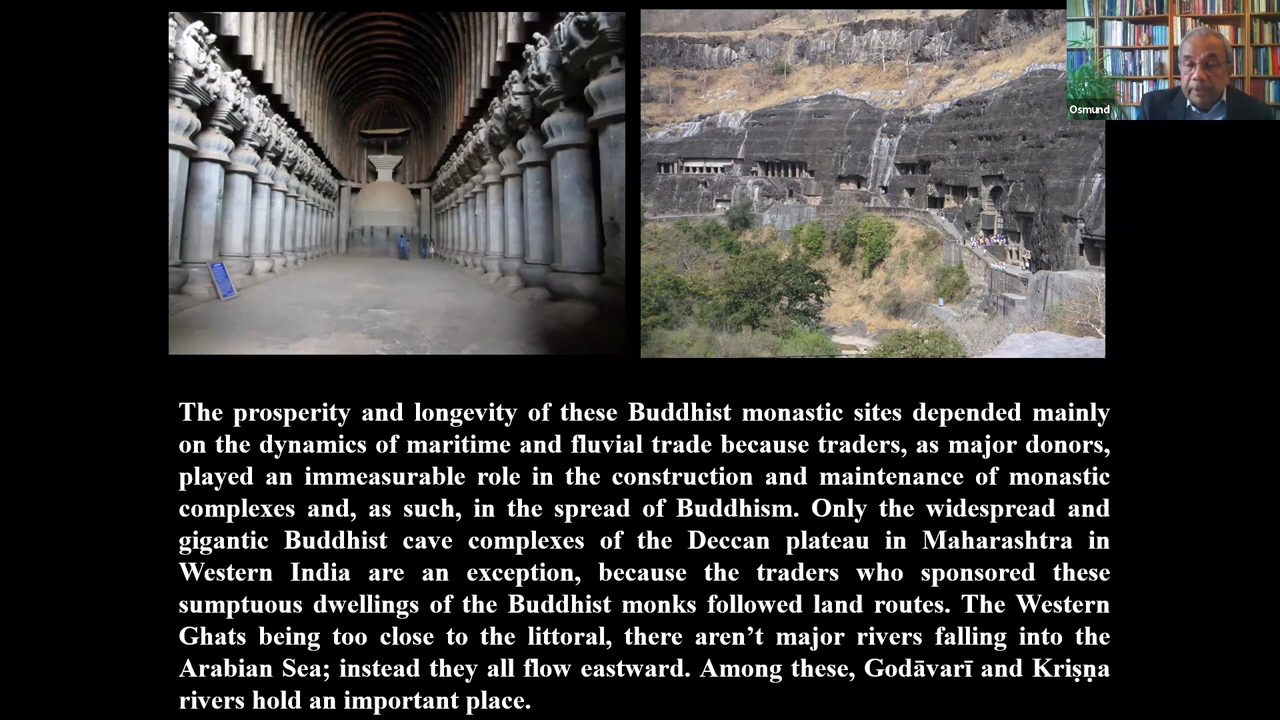 Osmund
The prosperity and longevity of these Buddhist monastic sites depended mainly
on the dynamics of maritime and fluvial trade because traders, as major donors,
played an immeasurable role in the construction and maintenance of monastic
complexes and, as such, in the spread of Buddhism. Only the widespread and
gigantic Buddhist cave complexes of the Deccan plateau in Maharashtra in
Western India are an exception, because the traders who sponsored these
sumptuous dwellings of the Buddhist monks followed land routes. The Western
Ghats being too close to the littoral, there aren’t major rivers falling into the
Arabian Sea; instead they all flow eastward. Among these, Godāvarī and Kriṣṇa
rivers hold an important place.